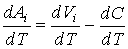 dA_i/dT = dV_i/dT − dC/dT